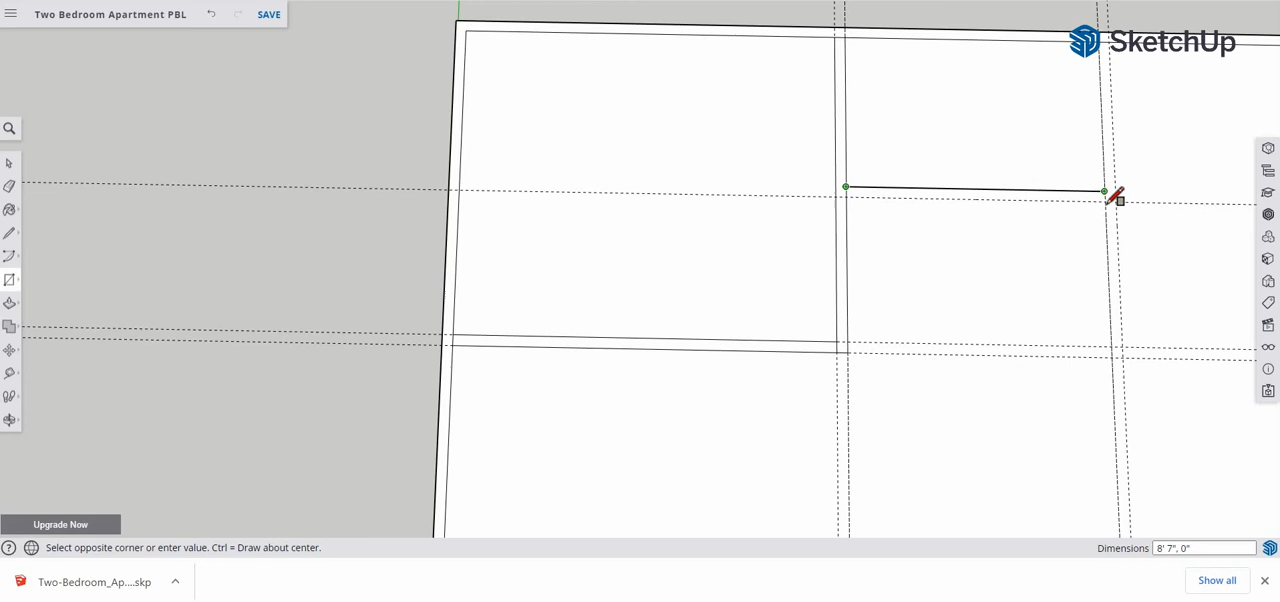 Two Bedroom Apartment PBL
SAVE
SketchUp
Upgrade Now
Select opposite corner or enter value. Ctrl = Draw about center.
Dimensions 8' 7", 0"
Two-Bedroom_Ap....skp
Show all